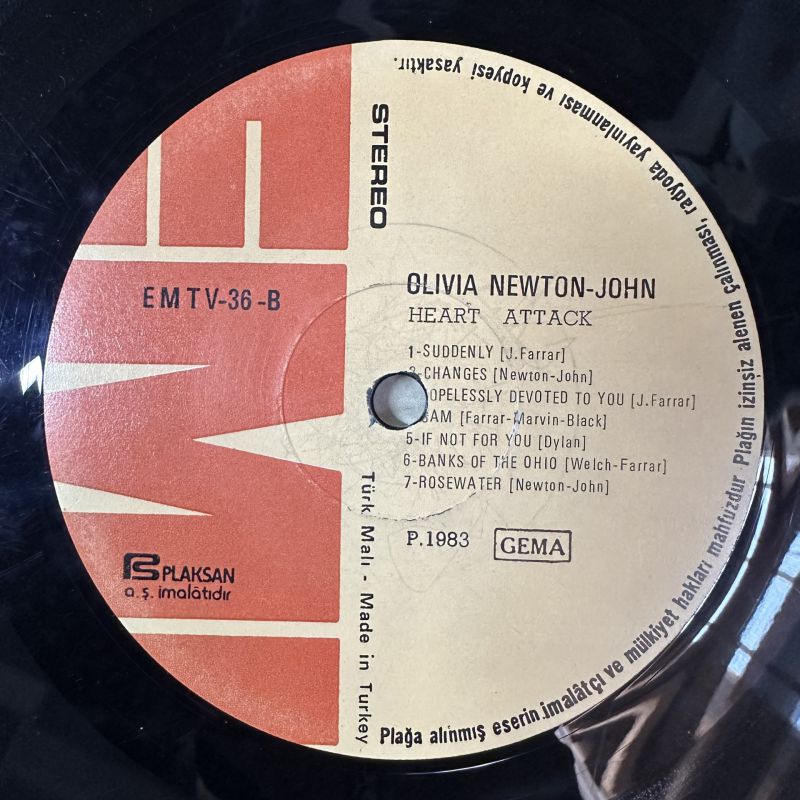 EMI
STEREO
EMTV-36-B
OLIVIA NEWTON-JOHN
HEART ATTACK
1-SUDDENLY [J.Farrar]
2-CHANGES [Newton-John]
OPELESSLY DEVOTED TO YOU [J.Farrar]
SAM [Farrar-Marvin-Black]
5-IF NOT FOR YOU [Dylan]
6-BANKS OF THE OHIO [Welch-Farrar]
7-ROSEWATER [Newton-John]
P.1983 GEMA
PLAKSAN
a.ş. imalâtıdır
Türk Malı - Made in Turkey
Plağa alınmış eserin imalâtçı ve mülkiyet hakları mahfuzdur Plağın izinsiz alenen çalınması, radyoda yayınlanması ve kopyesi yasaktır.